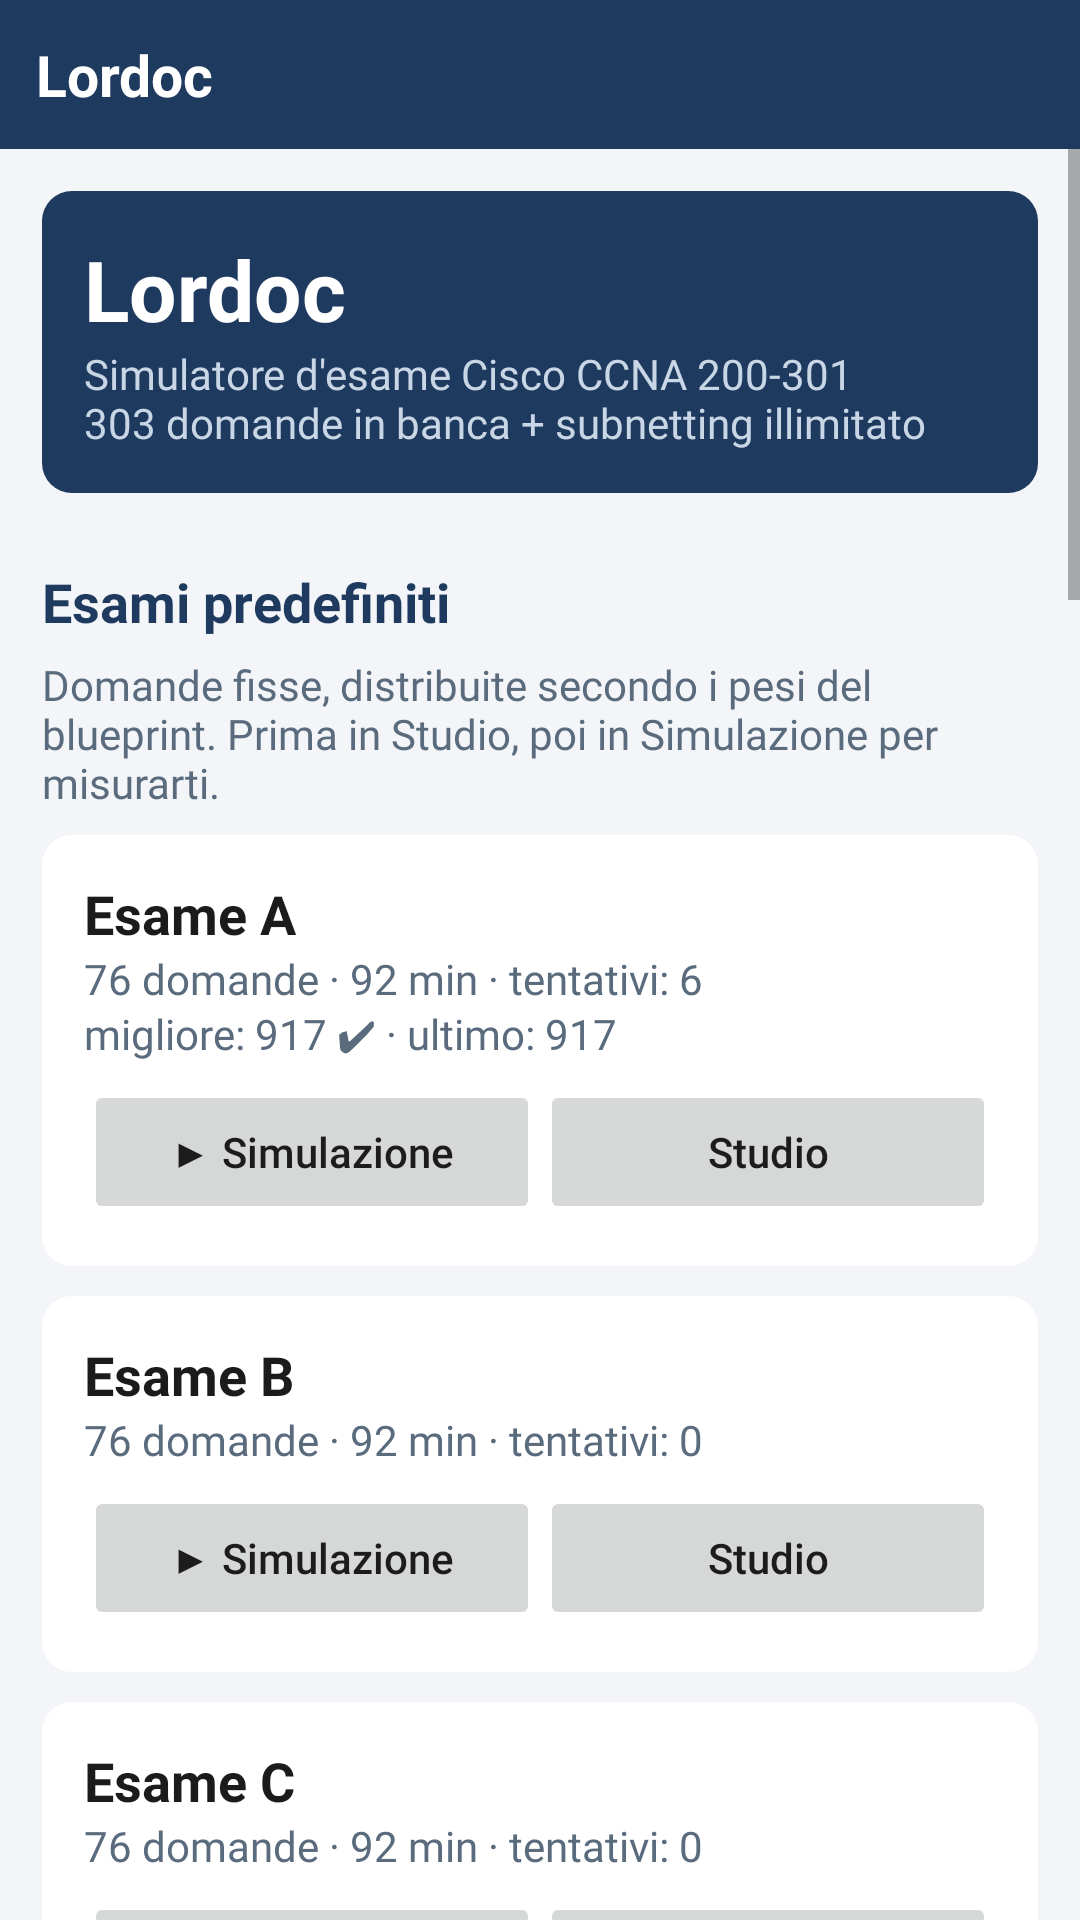 Lordoc
Lordoc
Simulatore d'esame Cisco CCNA 200-301
303 domande in banca + subnetting illimitato
Esami predefiniti
Domande fisse, distribuite secondo i pesi del
blueprint. Prima in Studio, poi in Simulazione per
misurarti.
Esame A
76 domande · 92 min · tentativi: 6
migliore: 917 ✔ · ultimo: 917
► Simulazione
Studio
Esame B
76 domande · 92 min · tentativi: 0
► Simulazione
Studio
Esame C
76 domande · 92 min · tentativi: 0